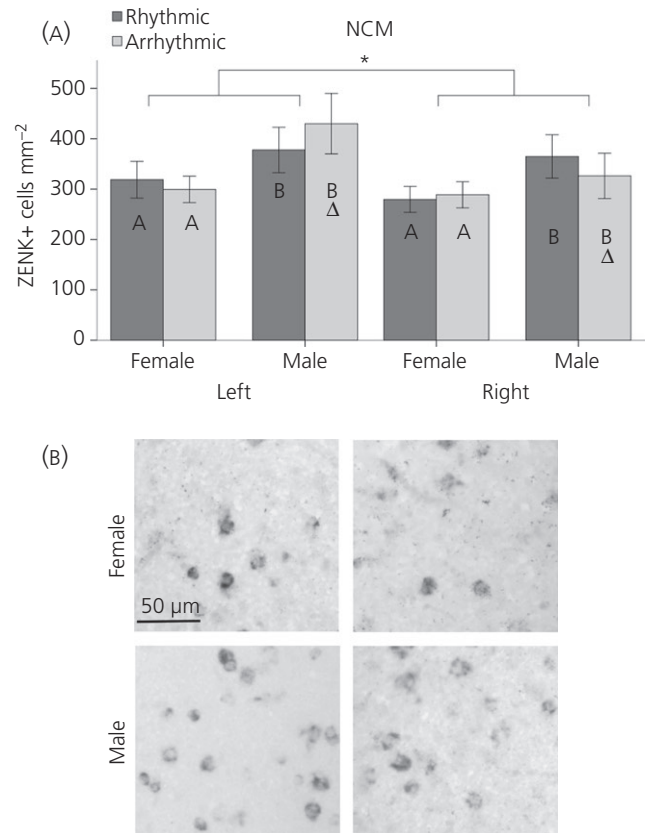 (A)
Rhythmic
Arrhythmic
NCM
*
ZENK+ cells mm⁻²
500
400
300
200
100
0
A A B B Δ A A B B Δ
Female Male Female Male
Left Right
(B)
Female
50 µm
Male